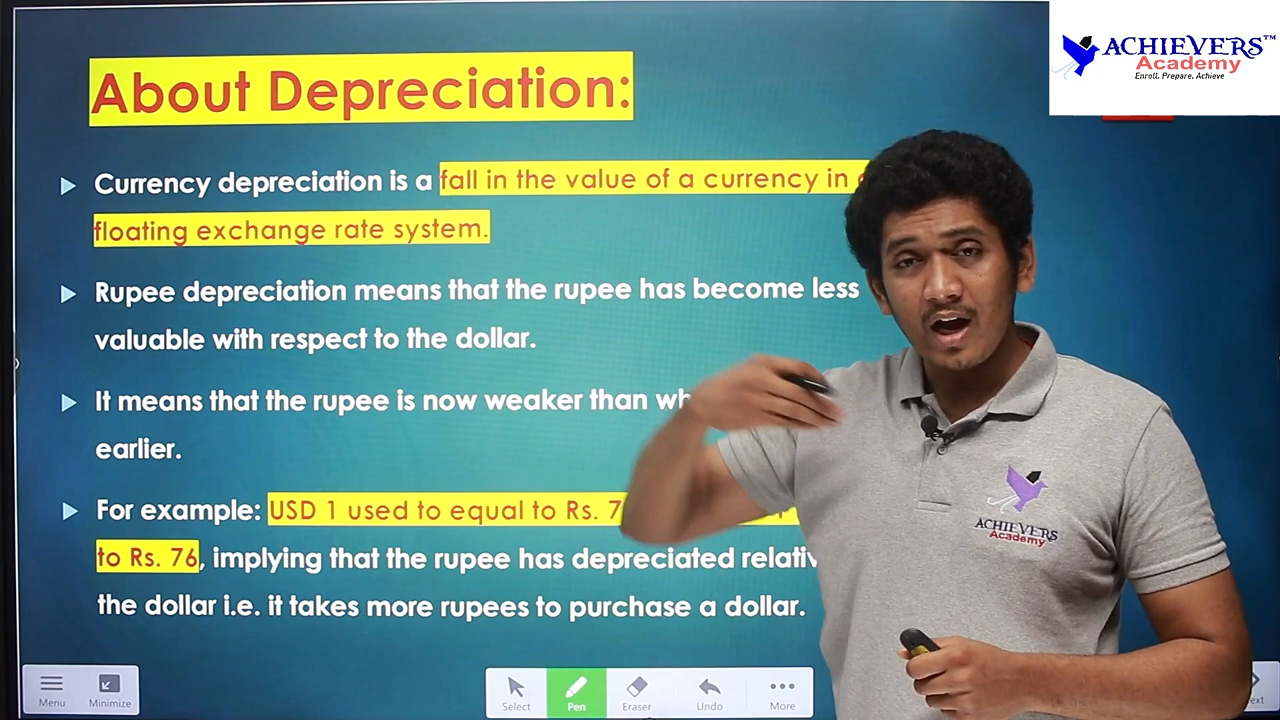 About Depreciation:
ACHIEVERS™
Academy
Enroll. Prepare. Achieve
Currency depreciation is a fall in the value of a currency in
floating exchange rate system.
Rupee depreciation means that the rupee has become less
valuable with respect to the dollar.
It means that the rupee is now weaker than
earlier.
For example: USD 1 used to equal to Rs.
to Rs. 76, implying that the rupee has depreciated
the dollar i.e. it takes more rupees to purchase a dollar.
ACHIEVERS
Academy
Menu
Minimize
Select
Pen
Eraser
Undo
More